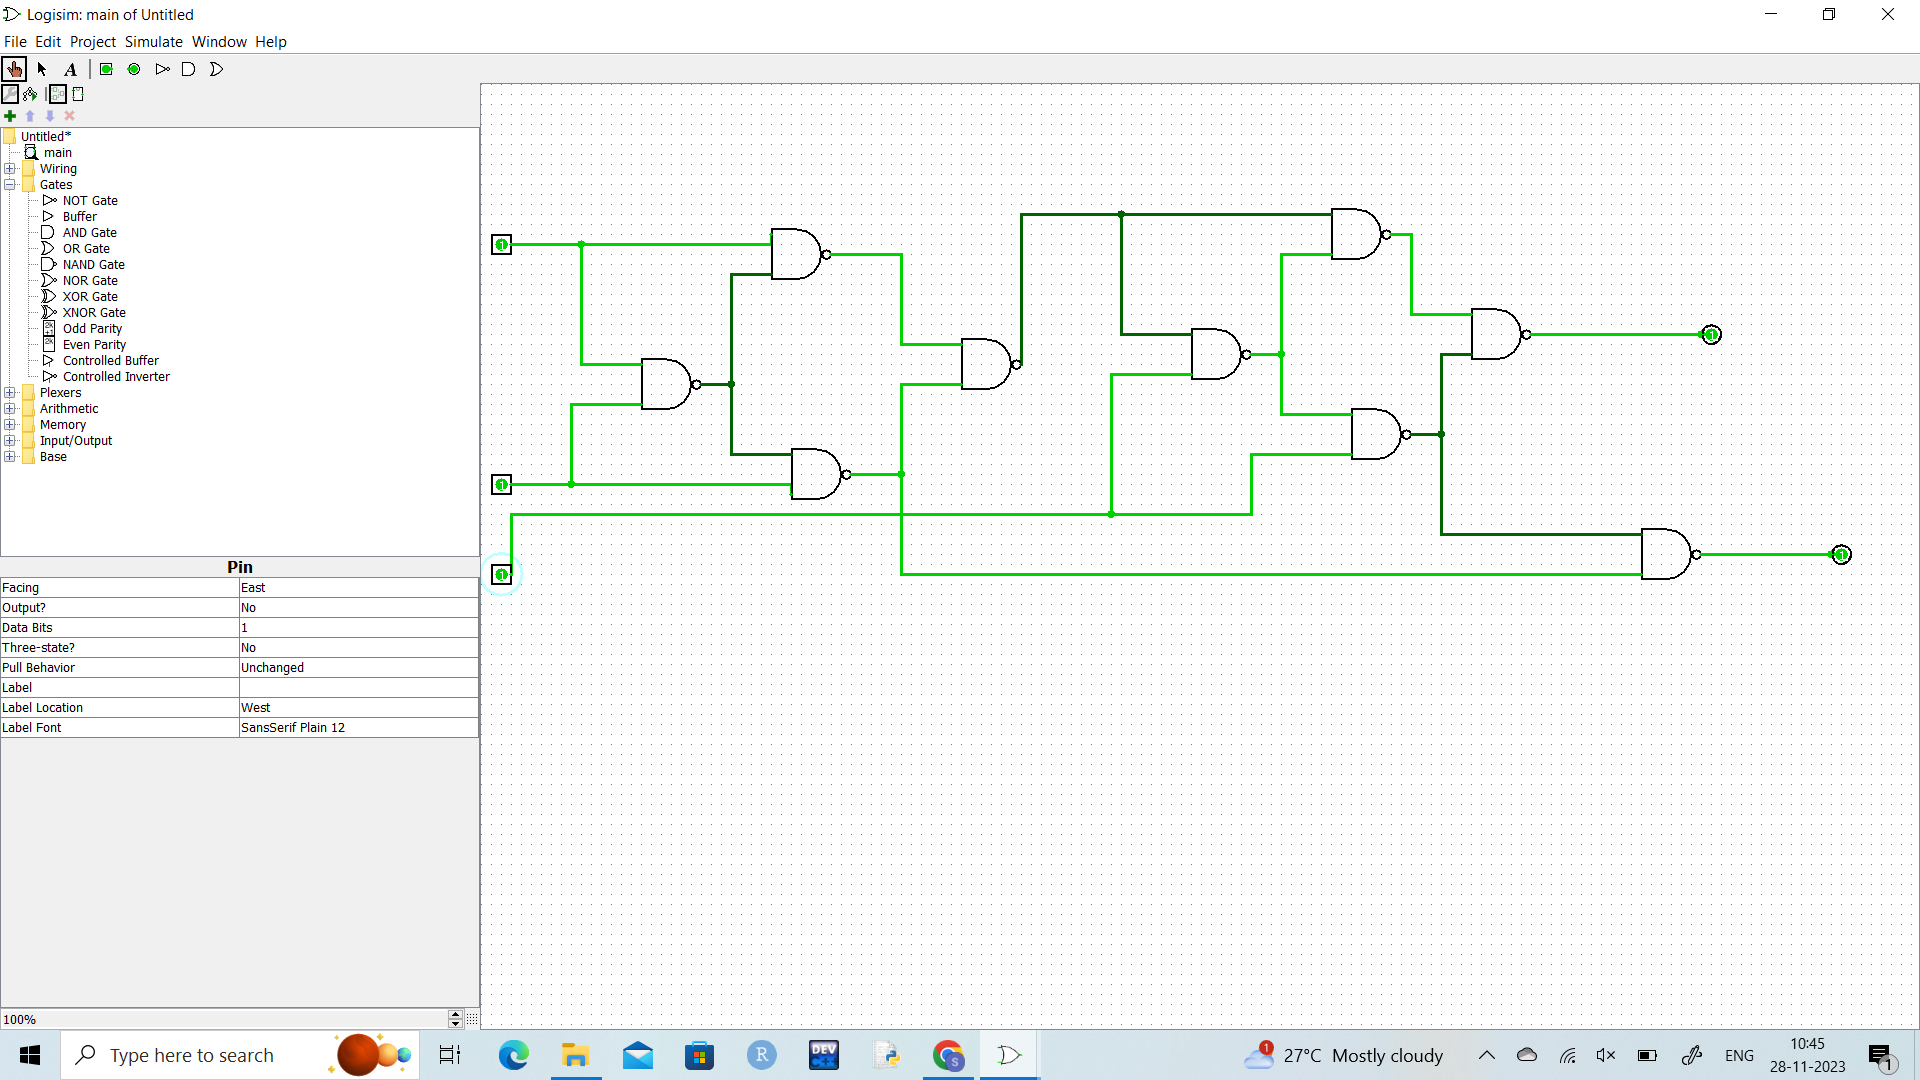 Logisim: main of Untitled
File Edit Project Simulate Window Help
A
Untitled*
main
Wiring
Gates
NOT Gate
Buffer
AND Gate
OR Gate
NAND Gate
NOR Gate
XOR Gate
XNOR Gate
Odd Parity
Even Parity
Controlled Buffer
Controlled Inverter
Plexers
Arithmetic
Memory
Input/Output
Base
Pin
Facing East
Output? No
Data Bits 1
Three-state? No
Pull Behavior Unchanged
Label
Label Location West
Label Font SansSerif Plain 12
100%
1
1
1
1
1
Type here to search
R
DEV
C++
S
1
27°C Mostly cloudy
ENG
10:45
28-11-2023
1